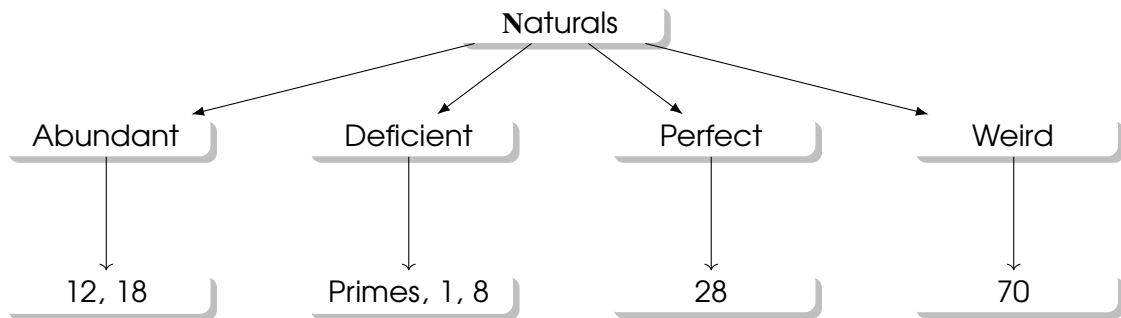 Naturals
Abundant Deficient Perfect Weird
12, 18 Primes, 1, 8 28 70